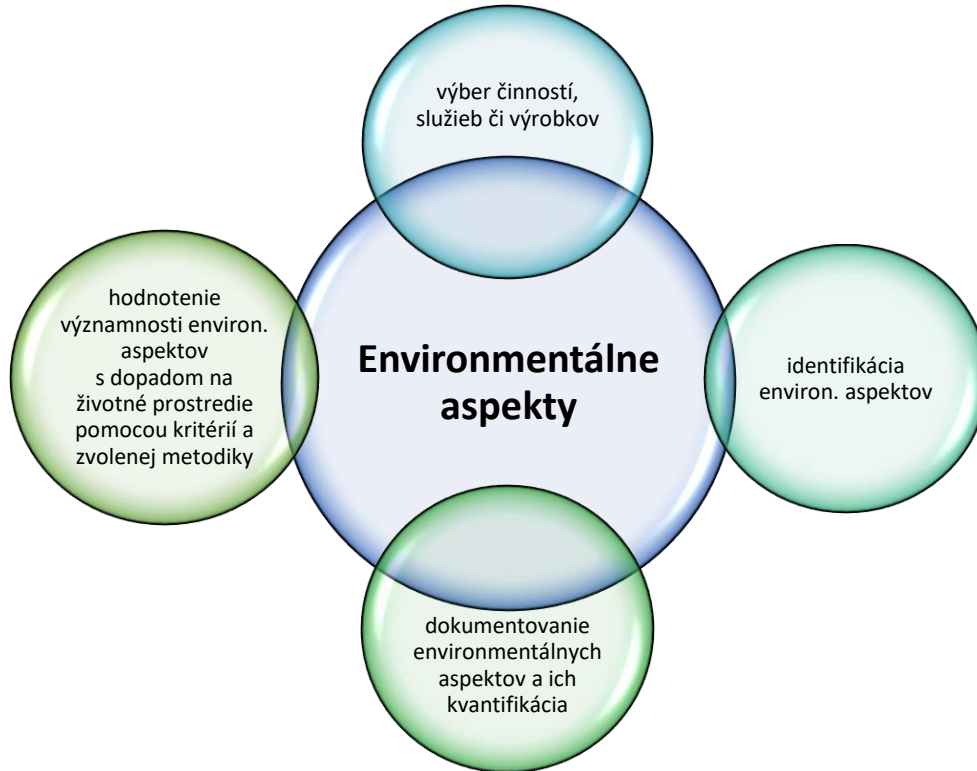 výber činností,
služieb či výrobkov
hodnotenie
významnosti environ.
aspektov
s dopadom na
životné prostredie
pomocou kritérií a
zvolenej metodiky
Environmentálne
aspekty
identifikácia
environ. aspektov
dokumentovanie
environmentálnych
aspektov a ich
kvantifikácia